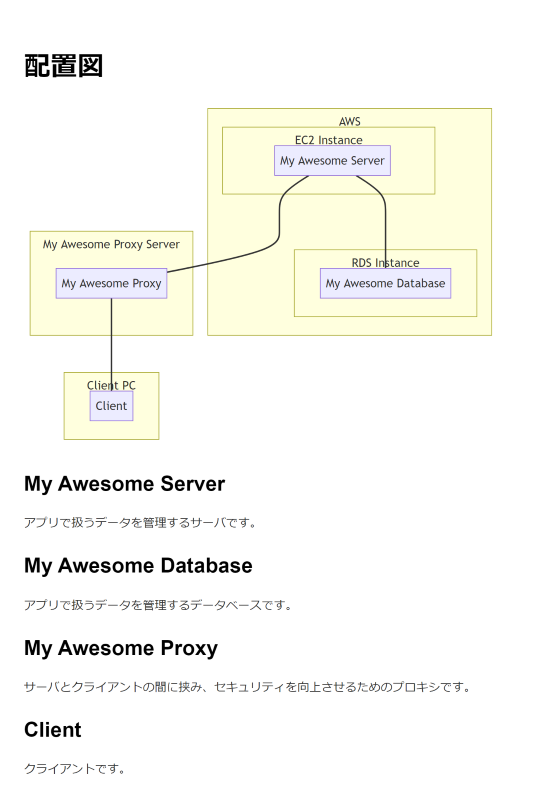 配置図
AWS
EC2 Instance
My Awesome Server
My Awesome Proxy Server
My Awesome Proxy
RDS Instance
My Awesome Database
Client PC
Client
My Awesome Server
アプリで扱うデータを管理するサーバです。
My Awesome Database
アプリで扱うデータを管理するデータベースです。
My Awesome Proxy
サーバとクライアントの間に挟み、セキュリティを向上させるためのプロキシです。
Client
クライアントです。